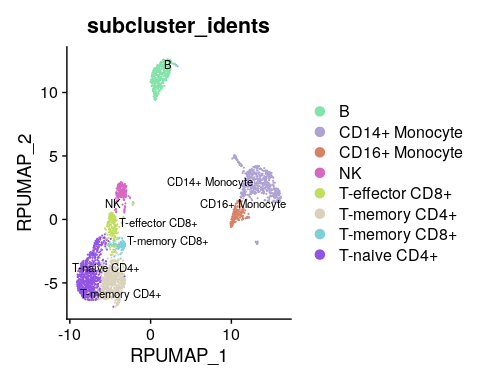 subcluster_idents
RPUMAP_2
10
5
0
-5
-10
0
10
RPUMAP_1
B
CD14+ Monocyte
CD16+ Monocyte
NK
T-effector CD8+
T-memory CD8+
T-naive CD4+
T-memory CD4+
B
CD14+ Monocyte
CD16+ Monocyte
NK
T-effector CD8+
T-memory CD4+
T-memory CD8+
T-naive CD4+